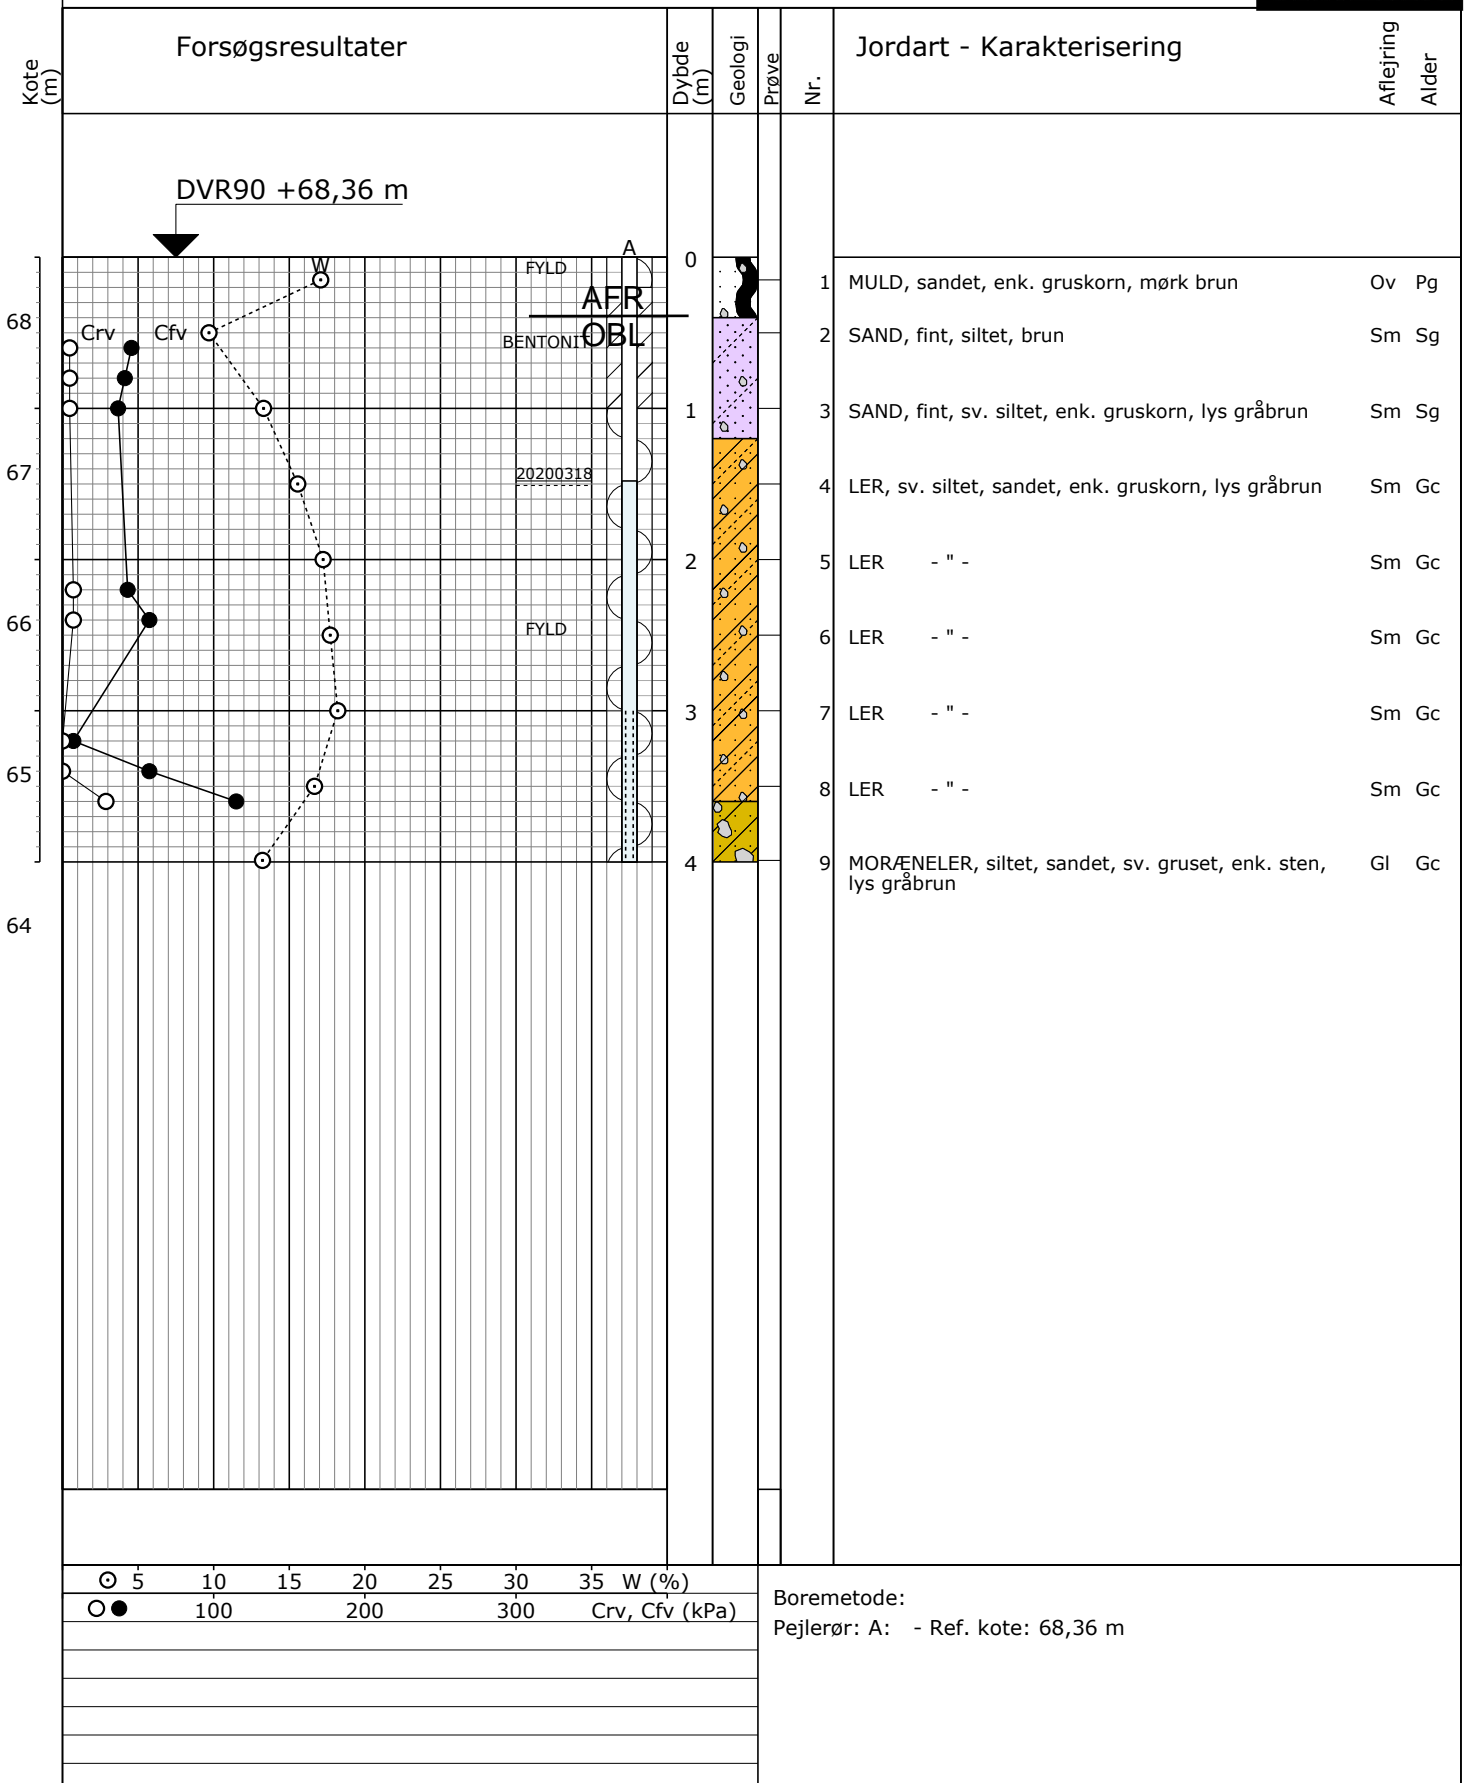 Kote (m)
Forsøgsresultater
Dybde (m)
Geologi
Prøve
Nr.
Jordart - Karakterisering
Aflejring
Alder
DVR90 +68,36 m
A
W
FYLD
0
1 MULD, sandet, enk. gruskorn, mørk brun Ov Pg
AFR
68
Crv Cfv
OBL
BENTONIT
2 SAND, fint, siltet, brun Sm Sg
1
3 SAND, fint, sv. siltet, enk. gruskorn, lys gråbrun Sm Sg
67
20200318
4 LER, sv. siltet, sandet, enk. gruskorn, lys gråbrun Sm Gc
2
5 LER - " - Sm Gc
66
FYLD
6 LER - " - Sm Gc
3
7 LER - " - Sm Gc
65
8 LER - " - Sm Gc
4
9 MORÆNELER, siltet, sandet, sv. gruset, enk. sten, Gl Gc
lys gråbrun
64
5 10 15 20 25 30 35 W (%)
100 200 300 Crv, Cfv (kPa)
Boremetode:
Pejlerør: A: - Ref. kote: 68,36 m